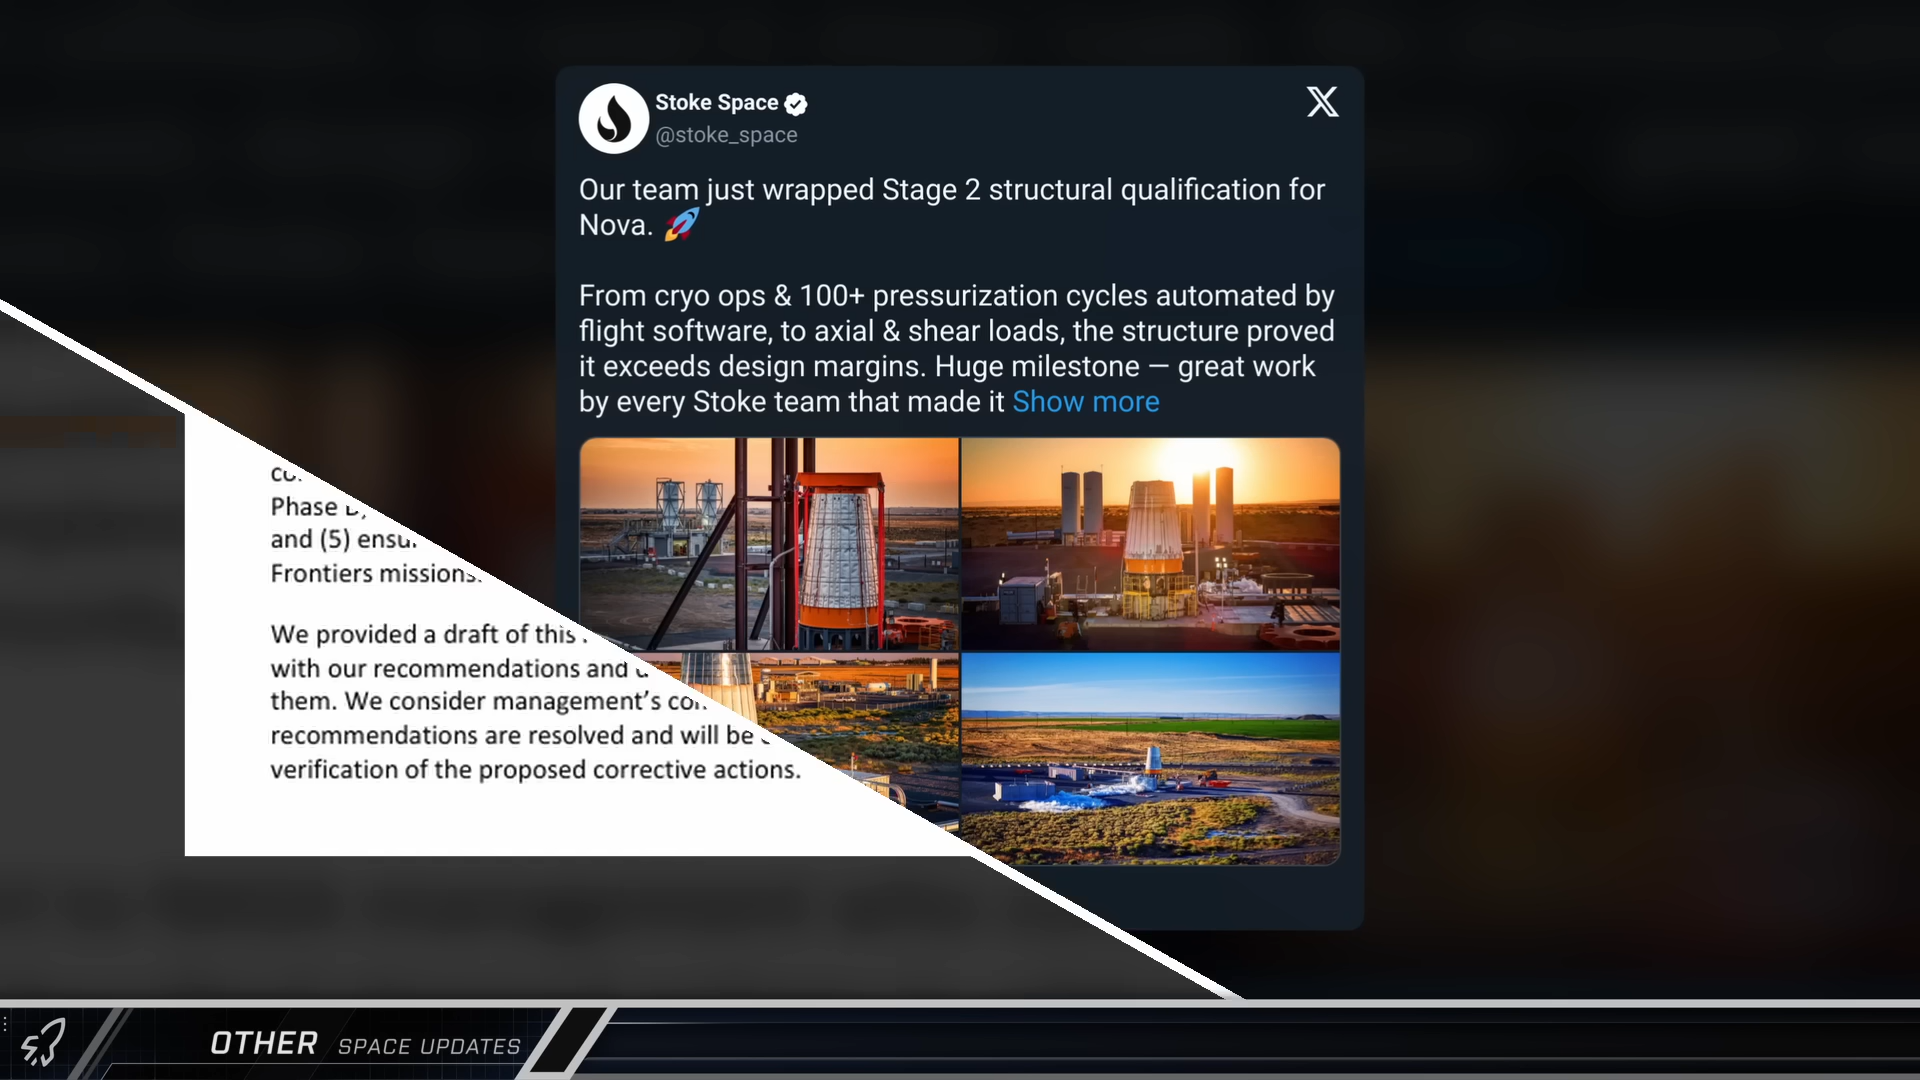 Stoke Space
@stoke_space
Our team just wrapped Stage 2 structural qualification for
Nova. 🚀
From cryo ops & 100+ pressurization cycles automated by
flight software, to axial & shear loads, the structure proved
it exceeds design margins. Huge milestone — great work
by every Stoke team that made it Show more
Phase
and (5)
Frontiers missions.
We provided a draft of this
with our recommendations and
them. We consider management’s
recommendations are resolved and will be
verification of the proposed corrective actions.
OTHER SPACE UPDATES